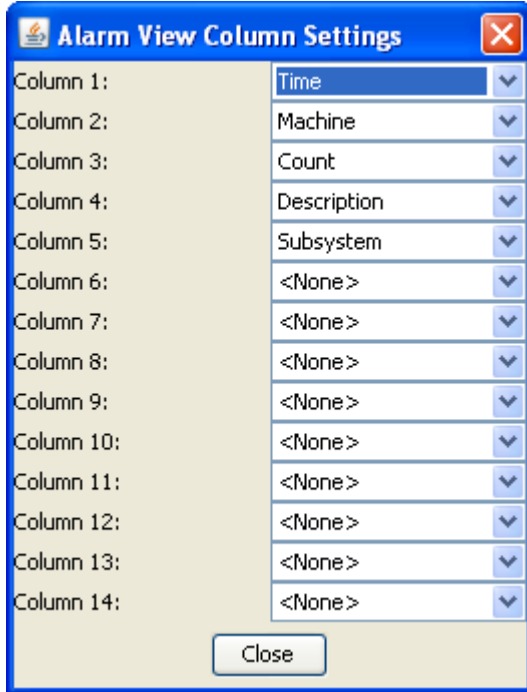 Alarm View Column Settings
Column 1: Time
Column 2: Machine
Column 3: Count
Column 4: Description
Column 5: Subsystem
Column 6: <None>
Column 7: <None>
Column 8: <None>
Column 9: <None>
Column 10: <None>
Column 11: <None>
Column 12: <None>
Column 13: <None>
Column 14: <None>
Close